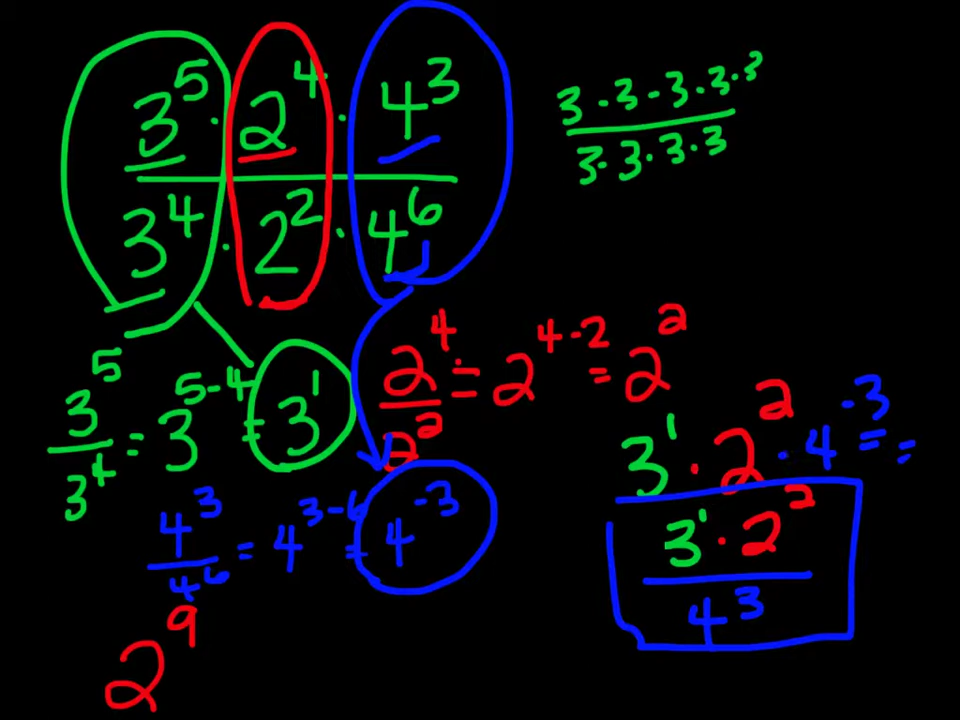 3^5 · 2^4 · 4^3
3^4 · 2^2 · 4^6
3 · 3 · 3 · 3 · 3
3 · 3 · 3 · 3
3^5/3^4 = 3^{5-4} = 3^1
2^4/2^2 = 2^{4-2} = 2^2
4^3/4^6 = 4^{3-6} = 4^{-3}
2^9
3^1 · 2^2 · 4^{-3} = =
3^1 · 2^2
4^3